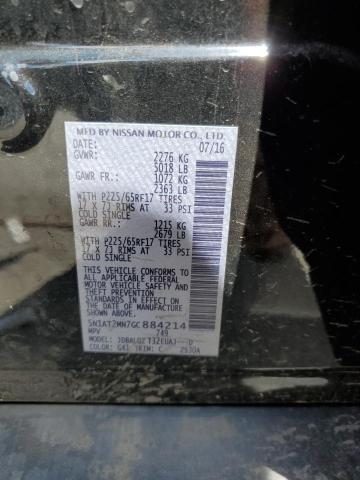 MFD BY NISSAN MOTOR CO., LTD.
DATE: 07/16
GVWR: 2276 KG
5018 LB
GAWR FR.: 1072 KG
2363 LB
WITH P225/65RF17 TIRES
17 X 7J RIMS AT 33 PSI
COLD SINGLE
GAWR RR.: 1215 KG
2679 LB
WITH P225/65RF17 TIRES
17 X 7J RIMS AT 33 PSI
COLD SINGLE
THIS VEHICLE CONFORMS TO
ALL APPLICABLE FEDERAL
MOTOR VEHICLE SAFETY AND
THEFT PREVENTION
STANDARDS IN EFFECT ON
THE DATE OF MANUFACTURE
SHOWN ABOVE.
5N1AT2MN7GC884214
MPV 749
MODEL:
COLOR: TRIM: 2930A